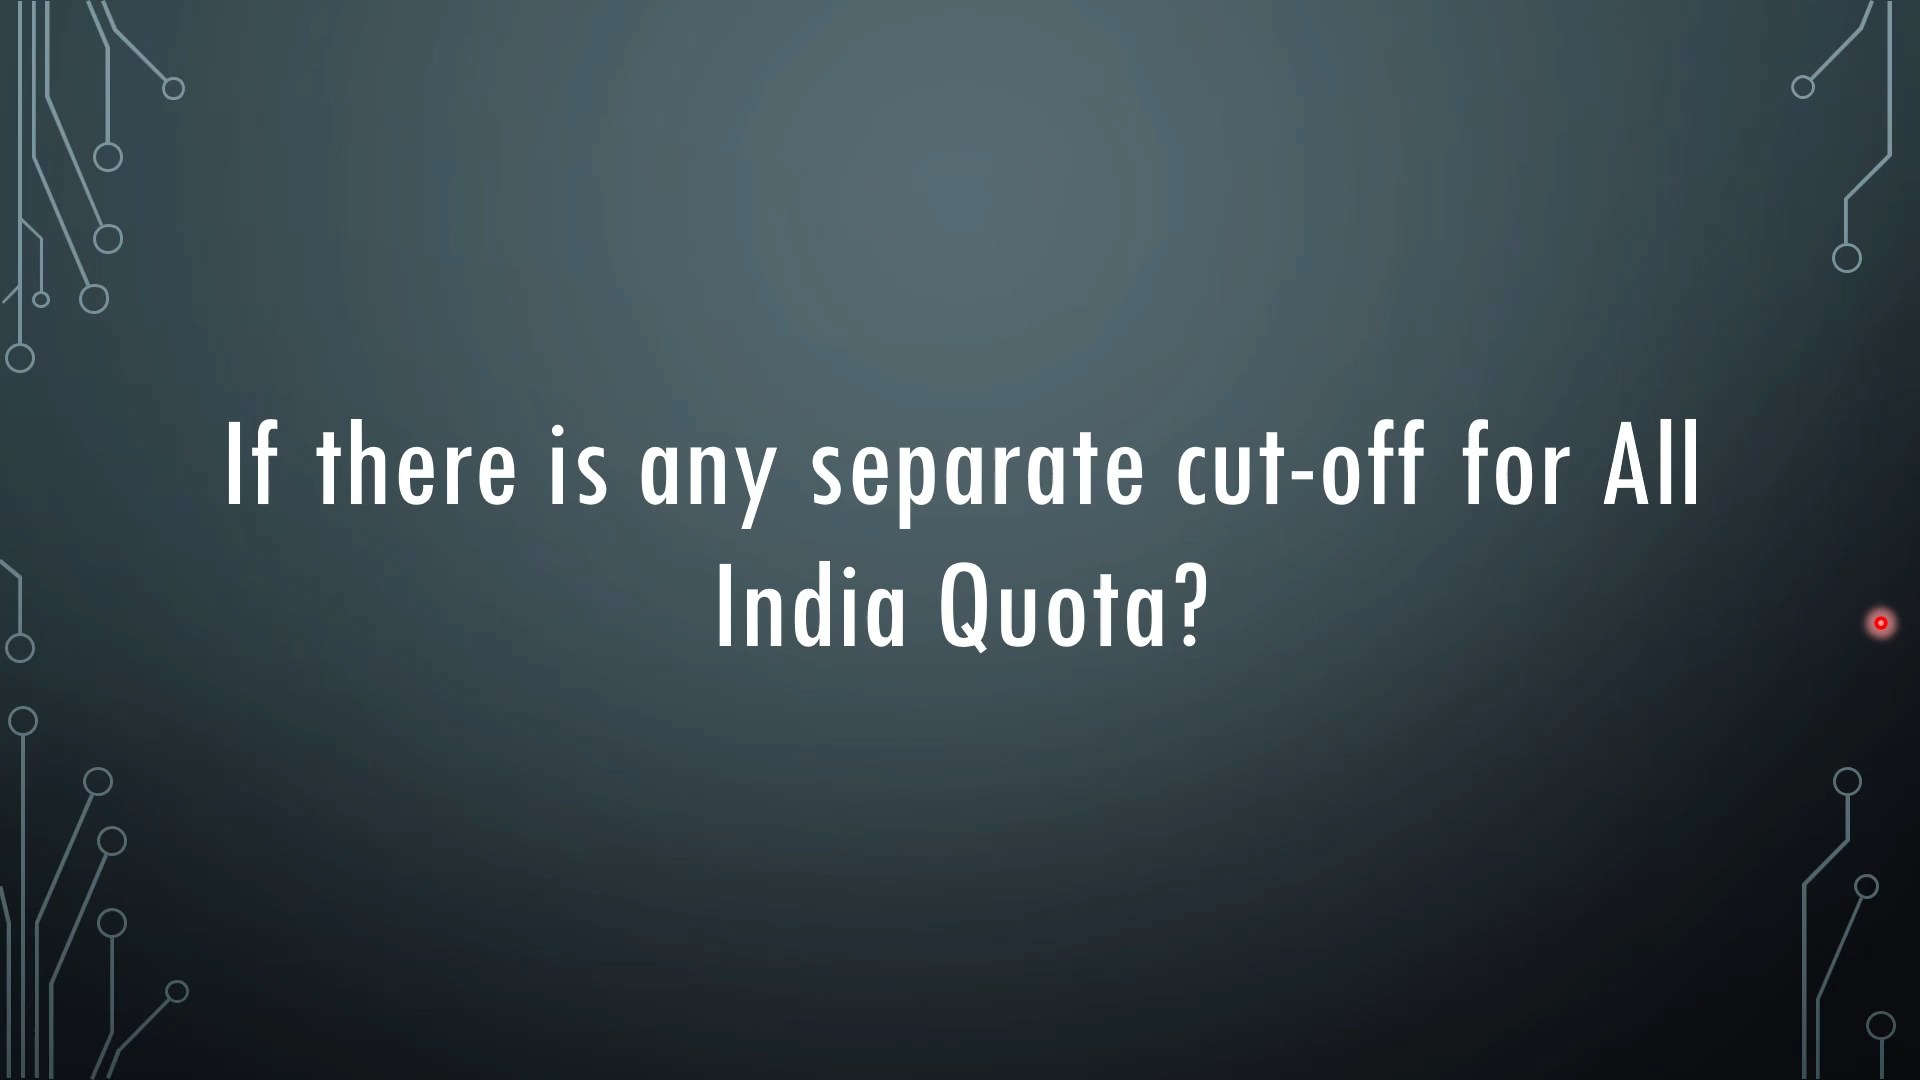 If there is any separate cut-off for All
India Quota?